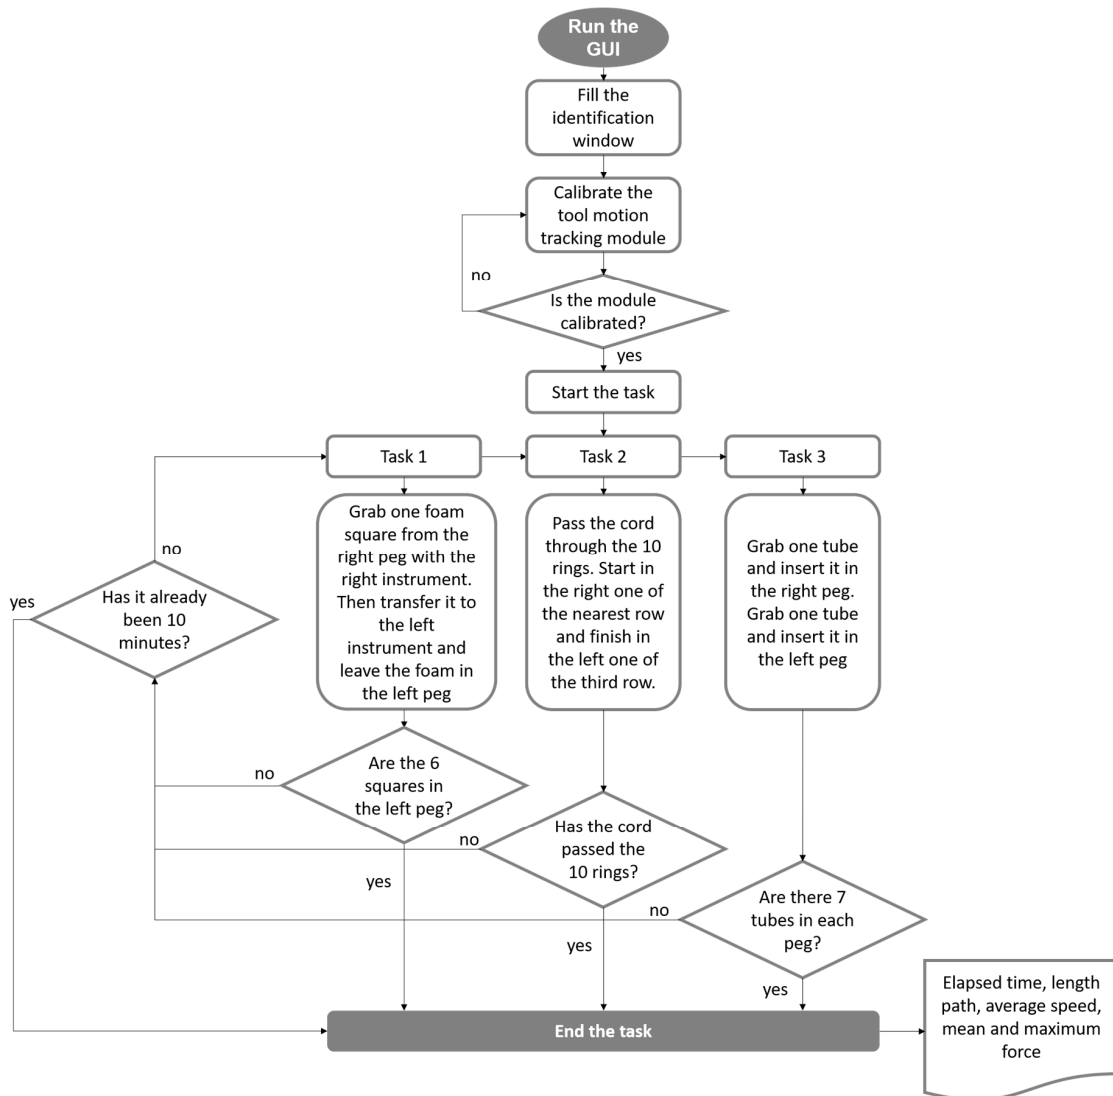 Run the
GUI
Fill the
identification
window
Calibrate the
tool motion
tracking module
no
Is the module
calibrated?
yes
Start the task
Task 1
Task 2
Task 3
no
yes
Has it already
been 10
minutes?
Grab one foam
square from the
right peg with the
right instrument.
Then transfer it to
the left
instrument and
leave the foam in
the left peg
Pass the cord
through the 10
rings. Start in
the right one of
the nearest row
and finish in
the left one of
the third row.
Grab one tube
and insert it in
the right peg.
Grab one tube
and insert it in
the left peg
no
Are the 6
squares in
the left peg?
yes
no
Has the cord
passed the
10 rings?
yes
no
Are there 7
tubes in each
peg?
yes
End the task
Elapsed time, length
path, average speed,
mean and maximum
force